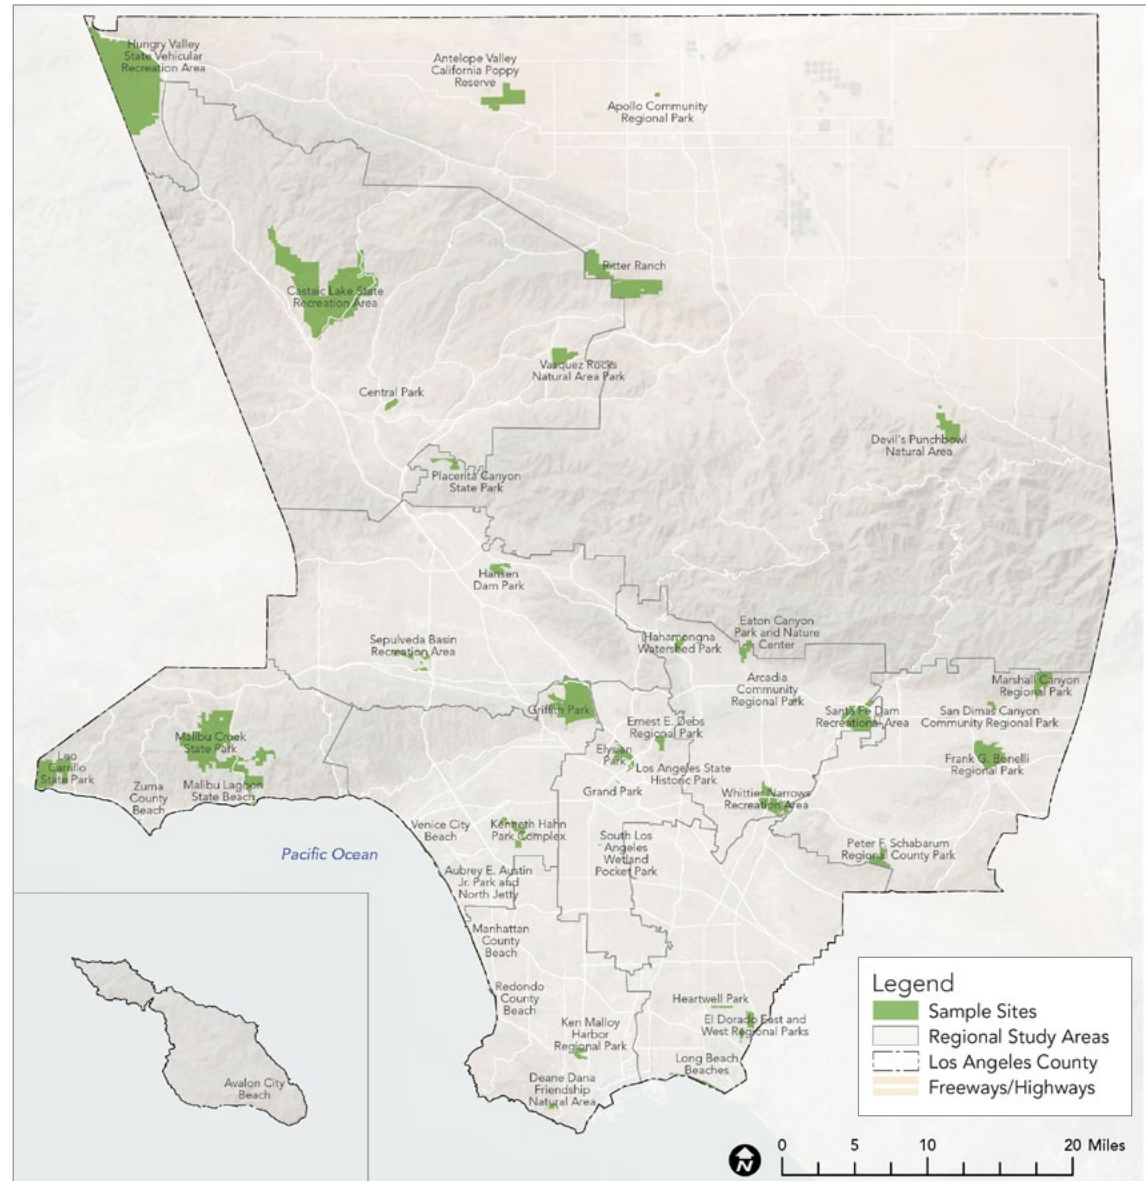 Hungry Valley
State Vehicular
Recreation Area
Antelope Valley
California Poppy
Reserve
Apollo Community
Regional Park
Ritter Ranch
Castaic Lake State
Recreation Area
Vasquez Rocks
Natural Area Park
Central Park
Devil's Punchbowl
Natural Area
Placerita Canyon
State Park
Hansen
Dam Park
Sepulveda Basin
Recreation Area
Hahamongna
Watershed Park
Eaton Canyon
Park and Nature
Center
Arcadia
Community
Regional Park
Marshall Canyon
Regional Park
Griffith Park
Ernest E. Debs
Regional Park
Santa Fe Dam
Recreational Area
San Dimas Canyon
Community Regional Park
Malibu Creek
State Park
Leo
Carrillo
State Park
Zuma
County
Beach
Malibu Lagoon
State Beach
Elysian
Park
Los Angeles State
Historic Park
Grand Park
Frank G. Bonelli
Regional Park
Whittier Narrows
Recreation Area
Venice City
Beach
Kenneth Hahn
Park Complex
South Los
Angeles
Wetland
Pocket Park
Peter F. Schabarum
Regional County Park
Pacific Ocean
Aubrey E. Austin
Jr. Park and
North Jetty
Manhattan
County
Beach
Redondo
County
Beach
Heartwell Park
El Dorado East and
West Regional Parks
Ken Malloy
Harbor
Regional Park
Long Beach
Beaches
Deane Dana
Friendship
Natural Area
Avalon City
Beach
Legend
Sample Sites
Regional Study Areas
Los Angeles County
Freeways/Highways
N
0 5 10 20 Miles